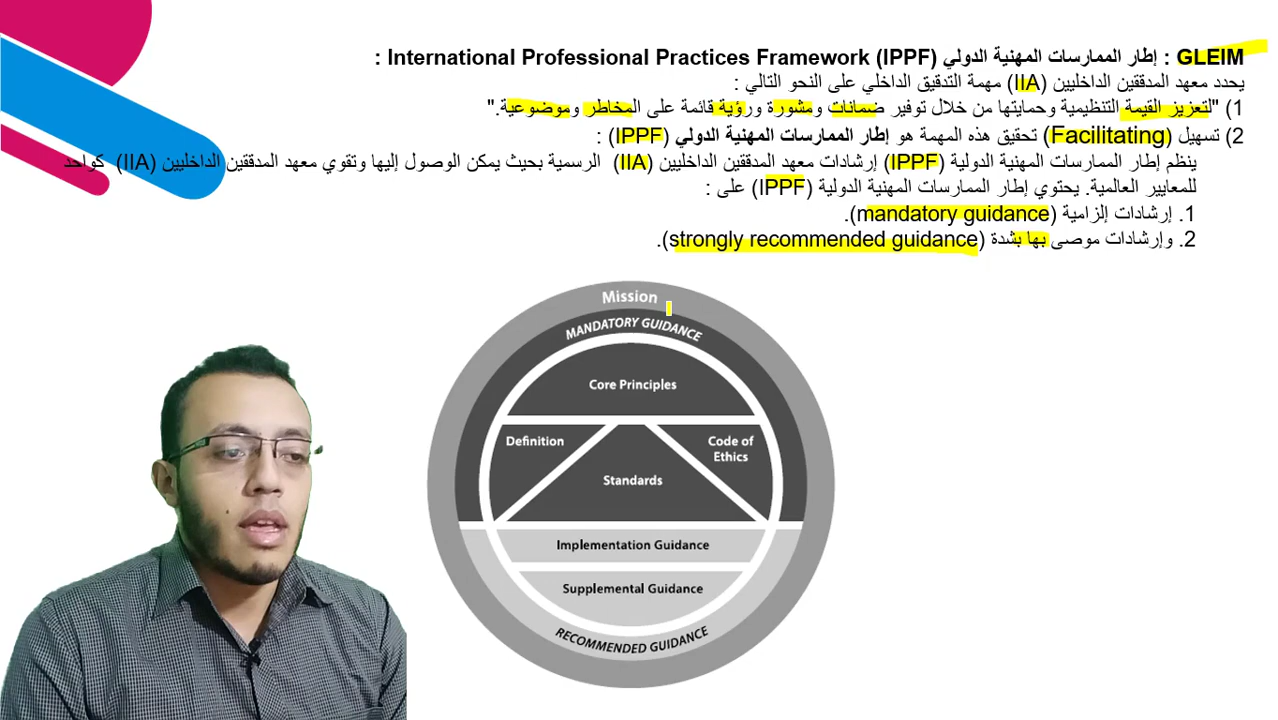 GLEIM : إطار الممارسات المهنية الدولي International Professional Practices Framework (IPPF) :
يحدد معهد المدققين الداخليين (IIA) مهمة التدقيق الداخلي على النحو التالي :
1) "لتعزيز القيمة التنظيمية وحمايتها من خلال توفير ضمانات ومشورة ورؤية قائمة على المخاطر وموضوعية."
2) تسهيل (Facilitating) تحقيق هذه المهمة هو إطار الممارسات المهنية الدولي (IPPF) :
ينظم إطار الممارسات المهنية الدولية (IPPF) إرشادات معهد المدققين الداخليين (IIA) الرسمية بحيث يمكن الوصول إليها وتقوي معهد المدققين الداخليين (IIA) كواحد
للمعايير العالمية. يحتوي إطار الممارسات المهنية الدولية (IPPF) على :
1. إرشادات إلزامية (mandatory guidance).
2. وإرشادات موصى بها بشدة (strongly recommended guidance).
Mission
MANDATORY GUIDANCE
Core Principles
Definition
Code of
Ethics
Standards
Implementation Guidance
Supplemental Guidance
RECOMMENDED GUIDANCE